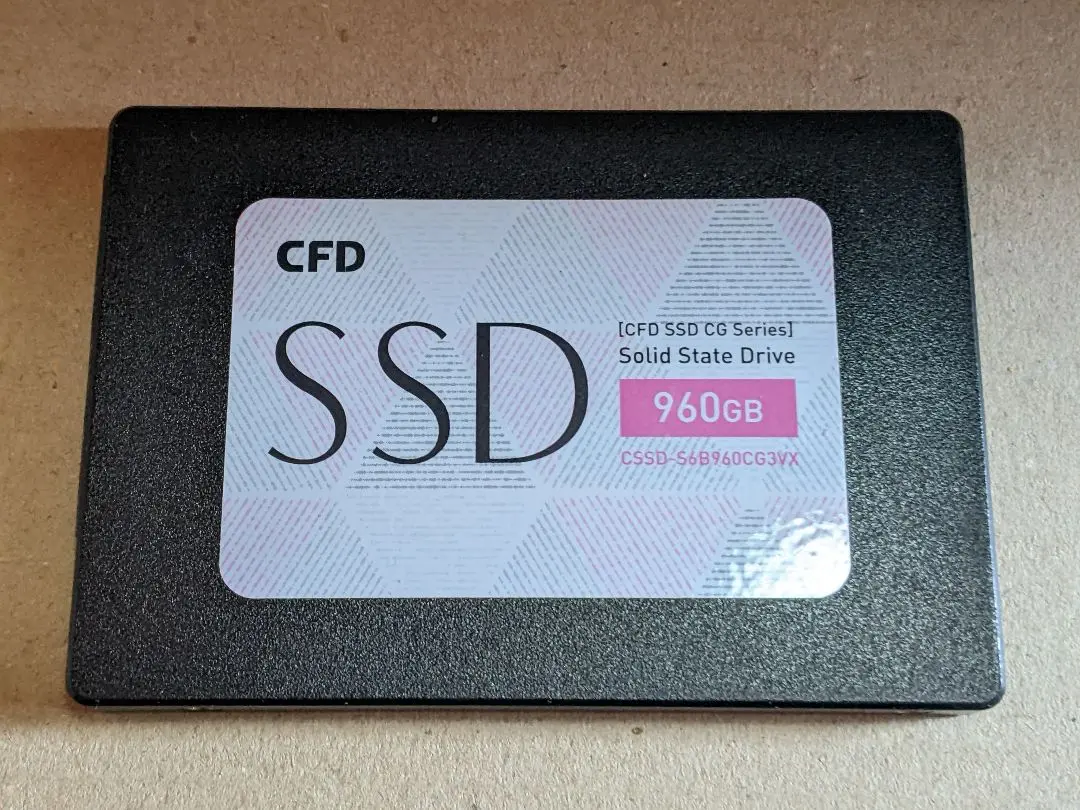 CFD
SSD
[CFD SSD CG Series]
Solid State Drive
960GB
CSSD-S6B960CG3VX